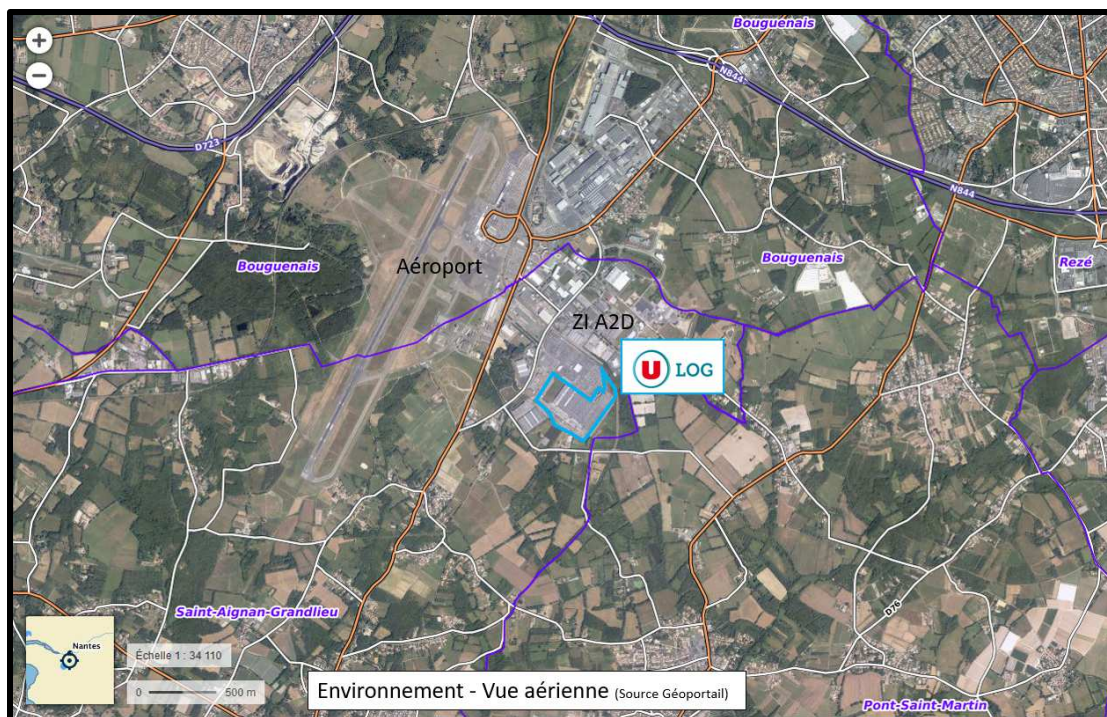 Bouguenais
N844
D723
N844
Bouguenais
Bouguenais
Rezé
Aéroport
ZI A2D
U LOG
Saint-Aignan-Grandlieu
D76
Nantes
Échelle 1 : 34 110
0 500 m
Environnement - Vue aérienne (Source Géoportail)
Pont-Saint-Martin